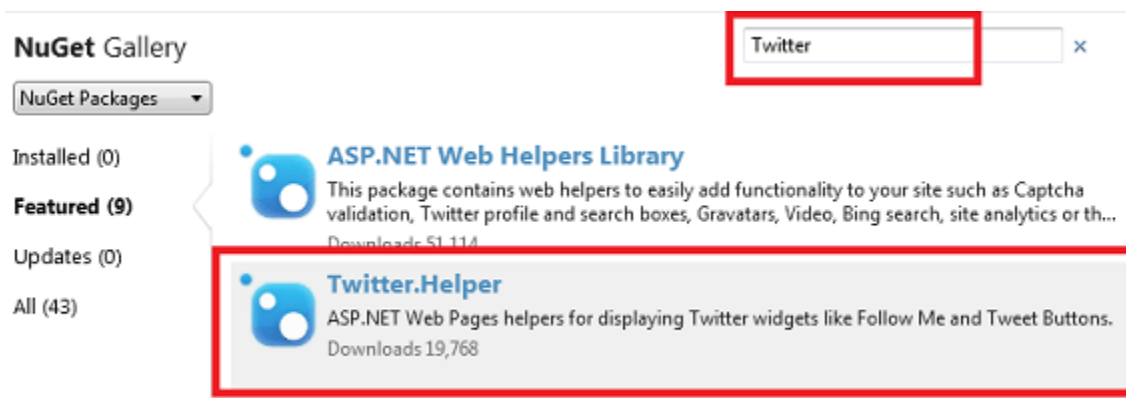 NuGet Gallery
Twitter
×
NuGet Packages
Installed (0)
Featured (9)
Updates (0)
All (43)
ASP.NET Web Helpers Library
This package contains web helpers to easily add functionality to your site such as Captcha
validation, Twitter profile and search boxes, Gravatars, Video, Bing search, site analytics or th...
Downloads 51,114
Twitter.Helper
ASP.NET Web Pages helpers for displaying Twitter widgets like Follow Me and Tweet Buttons.
Downloads 19,768